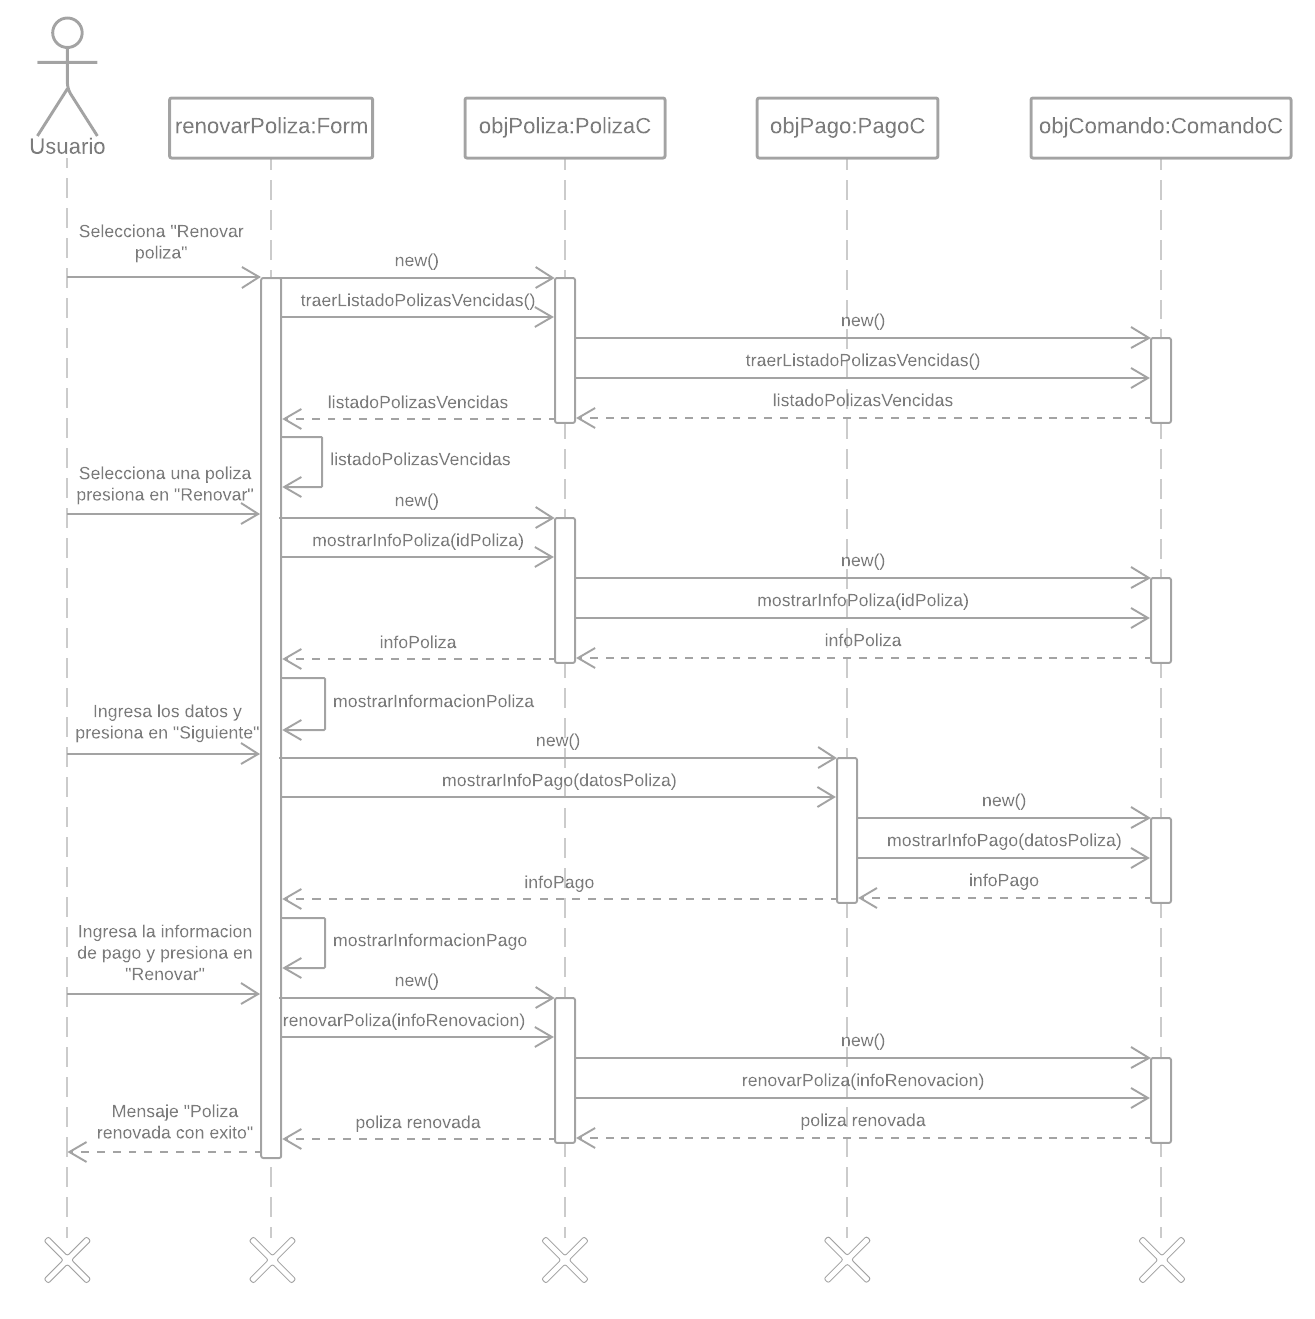 Usuario
renovarPoliza:Form
objPoliza:PolizaC
objPago:PagoC
objComando:ComandoC
Selecciona "Renovar
poliza"
new()
traerListadoPolizasVencidas()
new()
traerListadoPolizasVencidas()
listadoPolizasVencidas
listadoPolizasVencidas
listadoPolizasVencidas
Selecciona una poliza
presiona en "Renovar"
new()
mostrarInfoPoliza(idPoliza)
new()
mostrarInfoPoliza(idPoliza)
infoPoliza
infoPoliza
mostrarInformacionPoliza
Ingresa los datos y
presiona en "Siguiente"
new()
mostrarInfoPago(datosPoliza)
new()
mostrarInfoPago(datosPoliza)
infoPago
infoPago
mostrarInformacionPago
Ingresa la informacion
de pago y presiona en
"Renovar"
new()
renovarPoliza(infoRenovacion)
new()
renovarPoliza(infoRenovacion)
poliza renovada
poliza renovada
Mensaje "Poliza
renovada con exito"